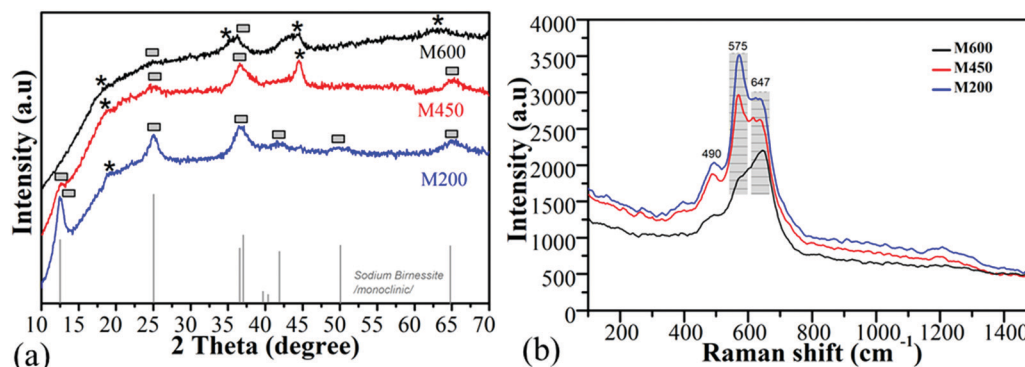 M600
M450
M200
Sodium Birnessite
/monoclinic/
Intensity (a.u)
10 15 20 25 30 35 40 45 50 55 60 65 70
2 Theta (degree)
(a)
4000
3500
3000
2500
2000
1500
1000
500
0
Intensity (a.u)
575
647
490
M600
M450
M200
200 400 600 800 1000 1200 1400
Raman shift (cm⁻¹)
(b)